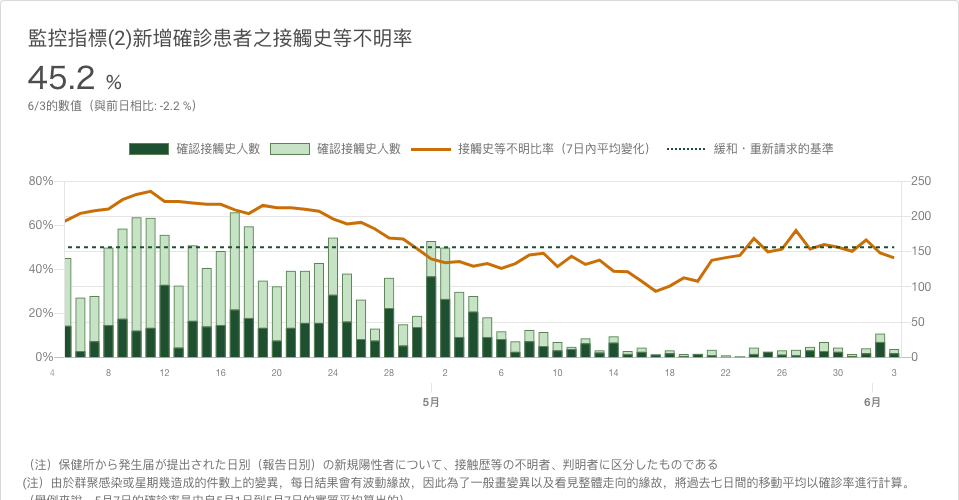 監控指標(2)新增確診患者之接觸史等不明率
45.2 %
6/3的數值（與前日相比: -2.2 %）
確認接觸史人數 確認接觸史人數 接觸史等不明比率（7日內平均變化） 緩和・重新請求的基準
80% 250
60% 200
150
40% 100
20% 50
0% 0
4 8 12 16 20 24 28 2 6 10 14 18 22 26 30 3
5月 6月
（注）保健所から発生届が提出された日別（報告日別）の新規陽性者について、接触歴等の不明者、判明者に区分したものである
（注）由於群聚感染或星期幾造成的件數上的變異，每日結果會有波動緣故，因此為了一般畫變異以及看見整體走向的緣故，將過去七日間的移動平均以確診率進行計算。